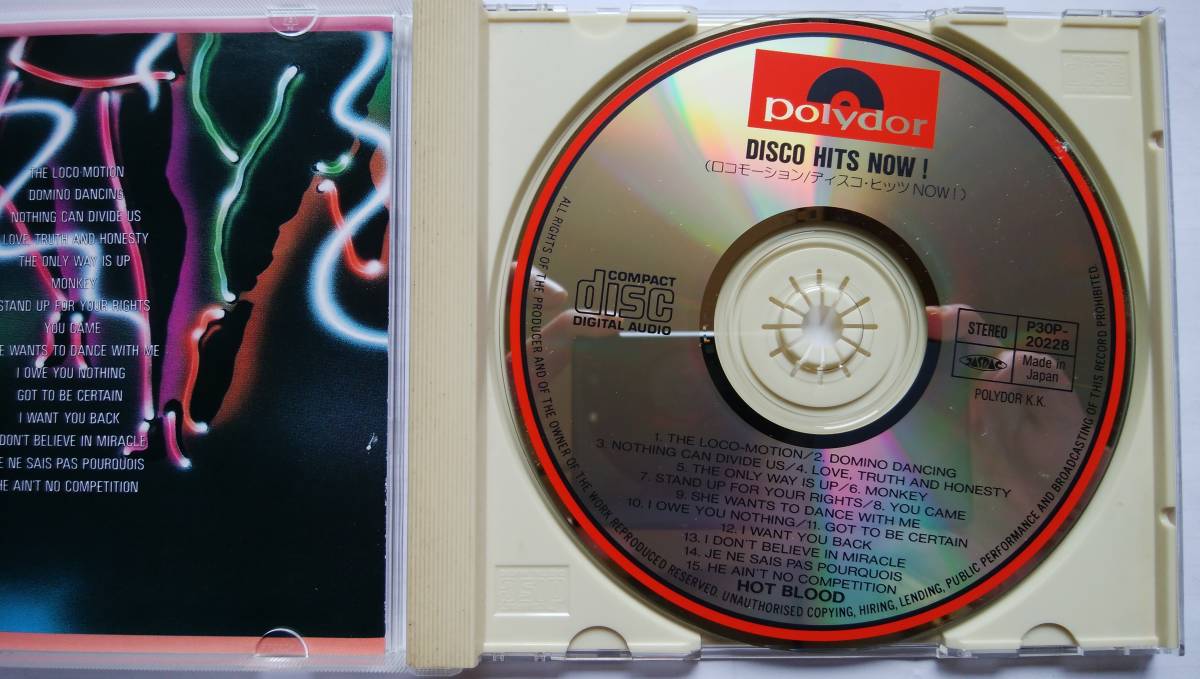 THE LOCO-MOTION
DOMINO DANCING
NOTHING CAN DIVIDE US
LOVE, TRUTH AND HONESTY
THE ONLY WAY IS UP
MONKEY
STAND UP FOR YOUR RIGHTS
YOU CAME
E WANTS TO DANCE WITH ME
I OWE YOU NOTHING
GOT TO BE CERTAIN
I WANT YOU BACK
DON'T BELIEVE IN MIRACLE
E NE SAIS PAS POURQUOIS
HE AIN'T NO COMPETITION
polydor
DISCO HITS NOW!
(ロコモーション/ディスコ・ヒッツ NOW!)
COMPACT
disc
DIGITAL AUDIO
STEREO
P30P-
20228
JASRAC
Made in
Japan
POLYDOR K.K.
1. THE LOCO-MOTION/2. DOMINO DANCING
3. NOTHING CAN DIVIDE US/4. LOVE, TRUTH AND HONESTY
5. THE ONLY WAY IS UP/6. MONKEY
7. STAND UP FOR YOUR RIGHTS/8. YOU CAME
9. SHE WANTS TO DANCE WITH ME
10. I OWE YOU NOTHING/11. GOT TO BE CERTAIN
12. I WANT YOU BACK
13. I DON'T BELIEVE IN MIRACLE
14. JE NE SAIS PAS POURQUOIS
15. HE AIN'T NO COMPETITION
HOT BLOOD
ALL RIGHTS OF THE PRODUCER AND OF THE OWNER OF THE WORK REPRODUCED RESERVED. UNAUTHORISED COPYING, HIRING, LENDING, PUBLIC PERFORMANCE AND BROADCASTING OF THIS RECORD PROHIBITED.